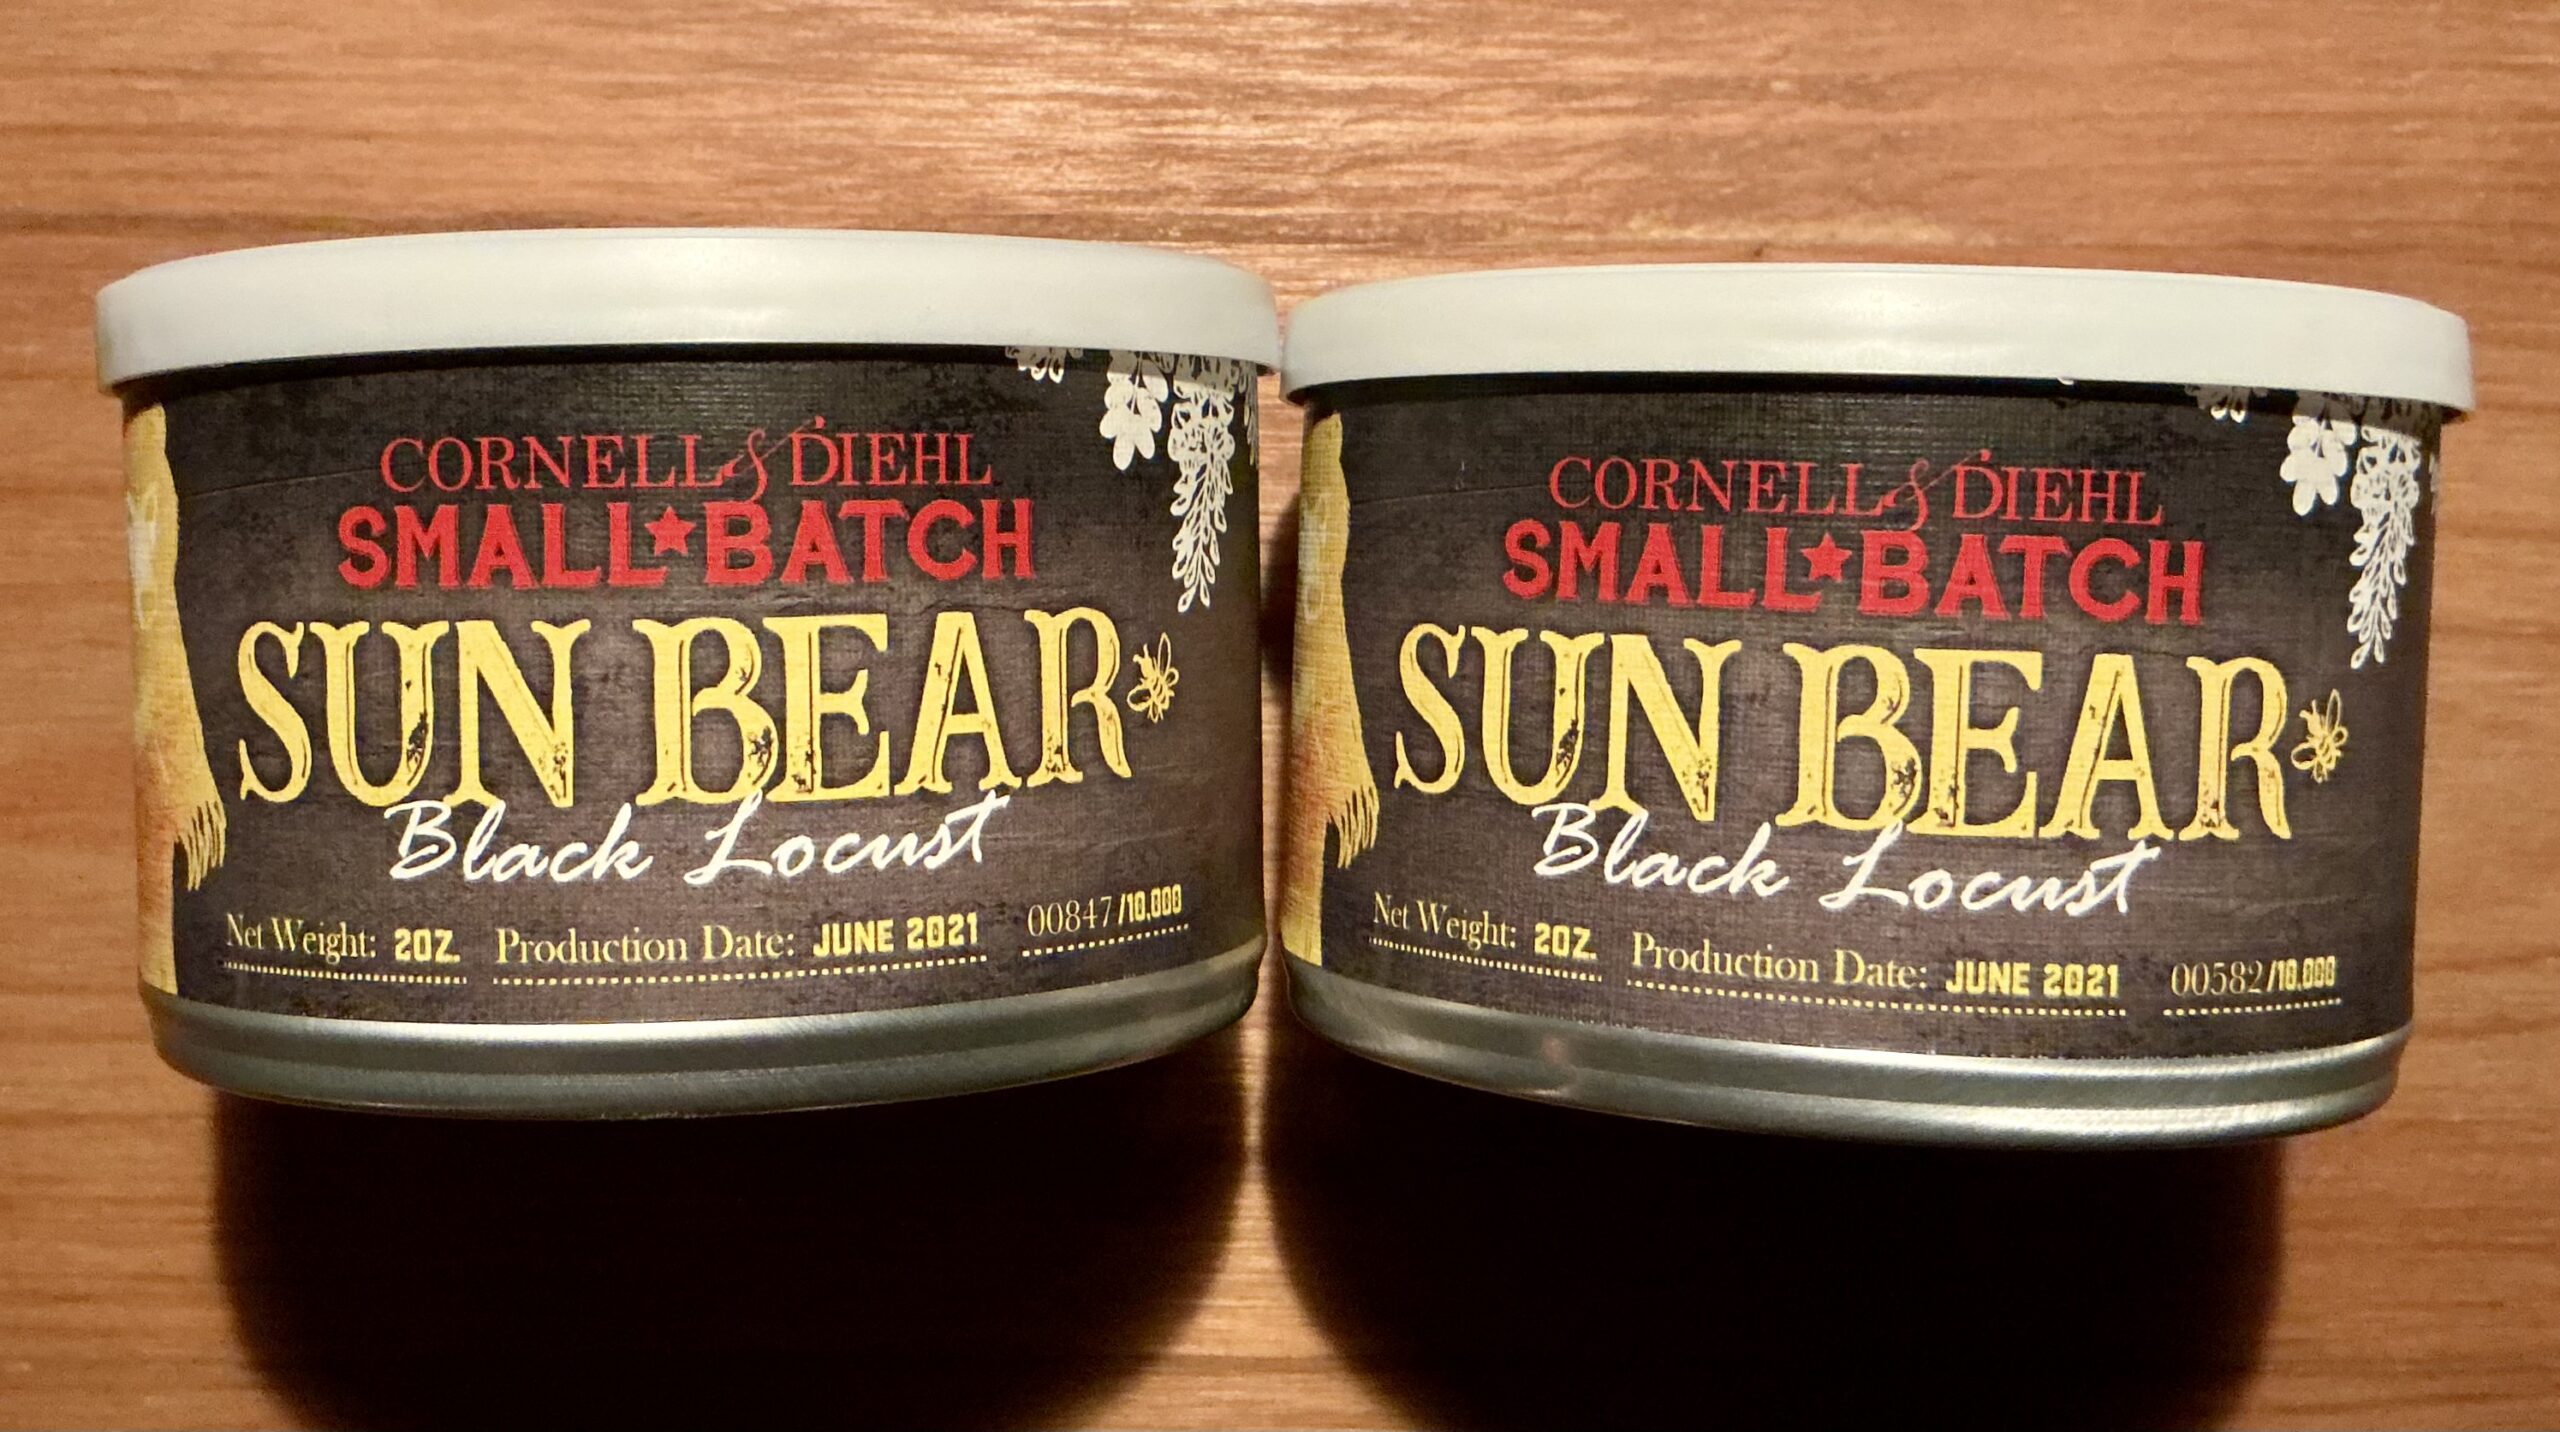 CORNELL & DIEHL
SMALL★BATCH
SUN BEAR
Black Locust
Net Weight: 2OZ. Production Date: JUNE 2021 00847/10,000
CORNELL & DIEHL
SMALL★BATCH
SUN BEAR
Black Locust
Net Weight: 2OZ. Production Date: JUNE 2021 00582/10,000